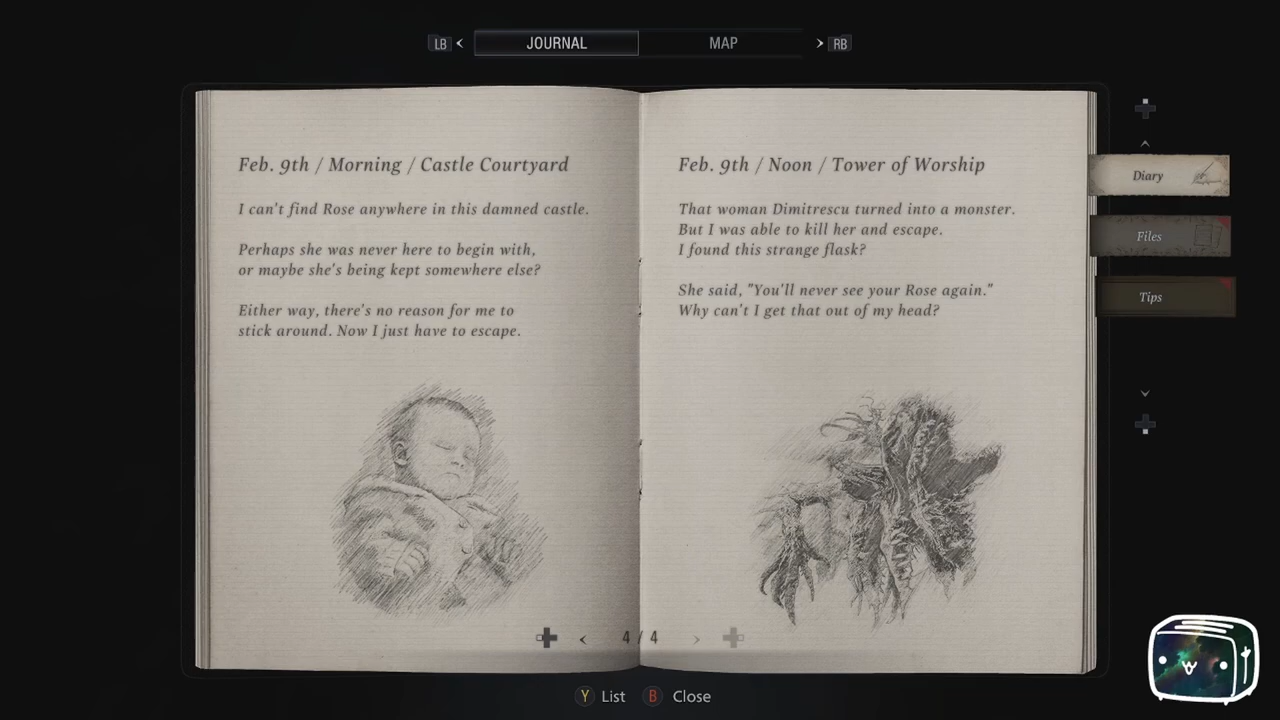 LB JOURNAL MAP RB
Feb. 9th / Morning / Castle Courtyard
I can't find Rose anywhere in this damned castle.
Perhaps she was never here to begin with,
or maybe she's being kept somewhere else?
Either way, there's no reason for me to
stick around. Now I just have to escape.
Feb. 9th / Noon / Tower of Worship
That woman Dimitrescu turned into a monster.
But I was able to kill her and escape.
I found this strange flask?
She said, "You'll never see your Rose again."
Why can't I get that out of my head?
Diary
Files
Tips
4 / 4
Y List B Close